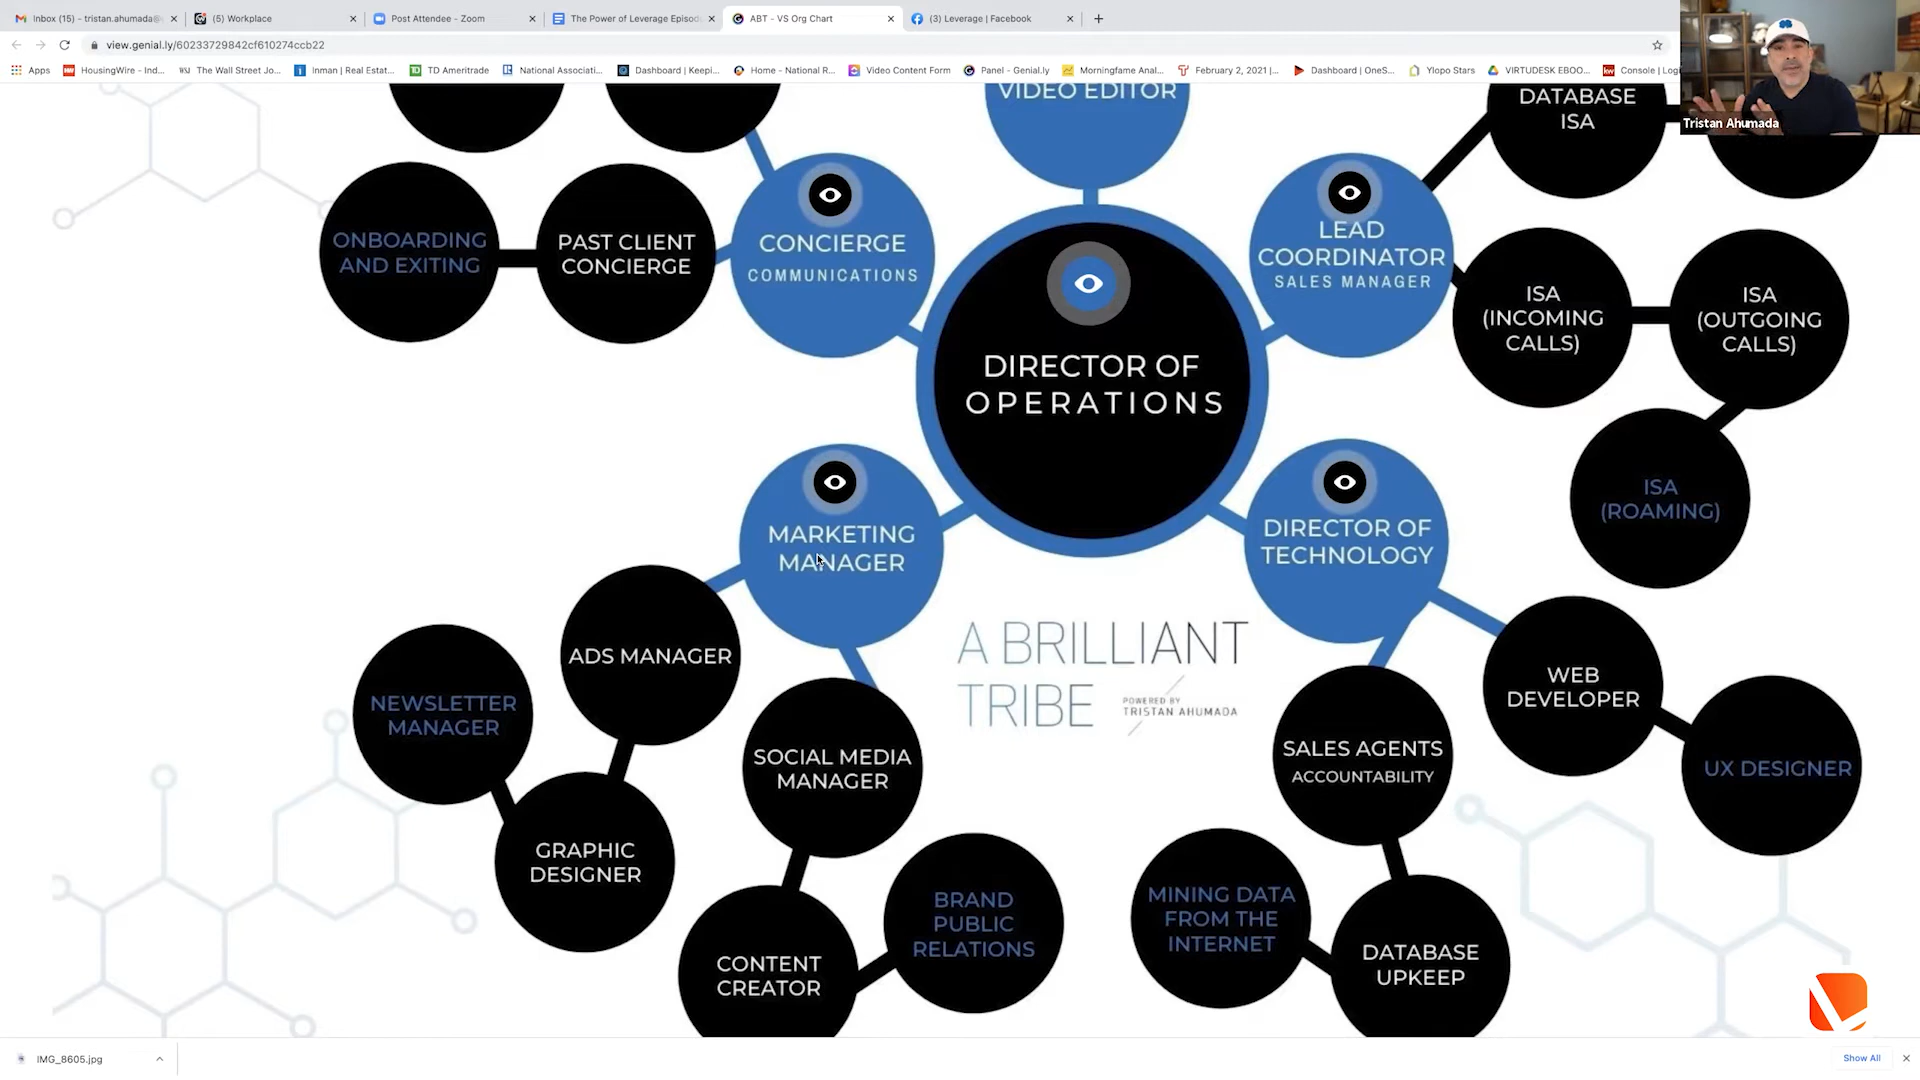 Inbox (15) - tristan.ahumada@
(5) Workplace
Post Attendee - Zoom
The Power of Leverage Episod
ABT - VS Org Chart
(3) Leverage | Facebook
view.genial.ly/60233729842cf610274ccb22
Apps
HousingWire - Ind...
The Wall Street Jo...
Inman | Real Estat...
TD Ameritrade
National Associati...
Dashboard | Keepi...
Home - National R...
Video Content Form
Panel - Genial.ly
Morningfame Anal...
February 2, 2021 |...
Dashboard | OneS...
Ylopo Stars
VIRTUDESK EBOO...
Console | Logi
Tristan Ahumada
VIDEO EDITOR
DATABASE
ISA
ONBOARDING
AND EXITING
PAST CLIENT
CONCIERGE
CONCIERGE
COMMUNICATIONS
LEAD
COORDINATOR
SALES MANAGER
ISA
(INCOMING
CALLS)
ISA
(OUTGOING
CALLS)
DIRECTOR OF
OPERATIONS
ISA
(ROAMING)
MARKETING
MANAGER
DIRECTOR OF
TECHNOLOGY
ADS MANAGER
NEWSLETTER
MANAGER
SOCIAL MEDIA
MANAGER
GRAPHIC
DESIGNER
CONTENT
CREATOR
BRAND
PUBLIC
RELATIONS
A BRILLIANT
TRIBE
POWERED BY
TRISTAN AHUMADA
WEB
DEVELOPER
UX DESIGNER
SALES AGENTS
ACCOUNTABILITY
MINING DATA
FROM THE
INTERNET
DATABASE
UPKEEP
IMG_8605.jpg
Show All